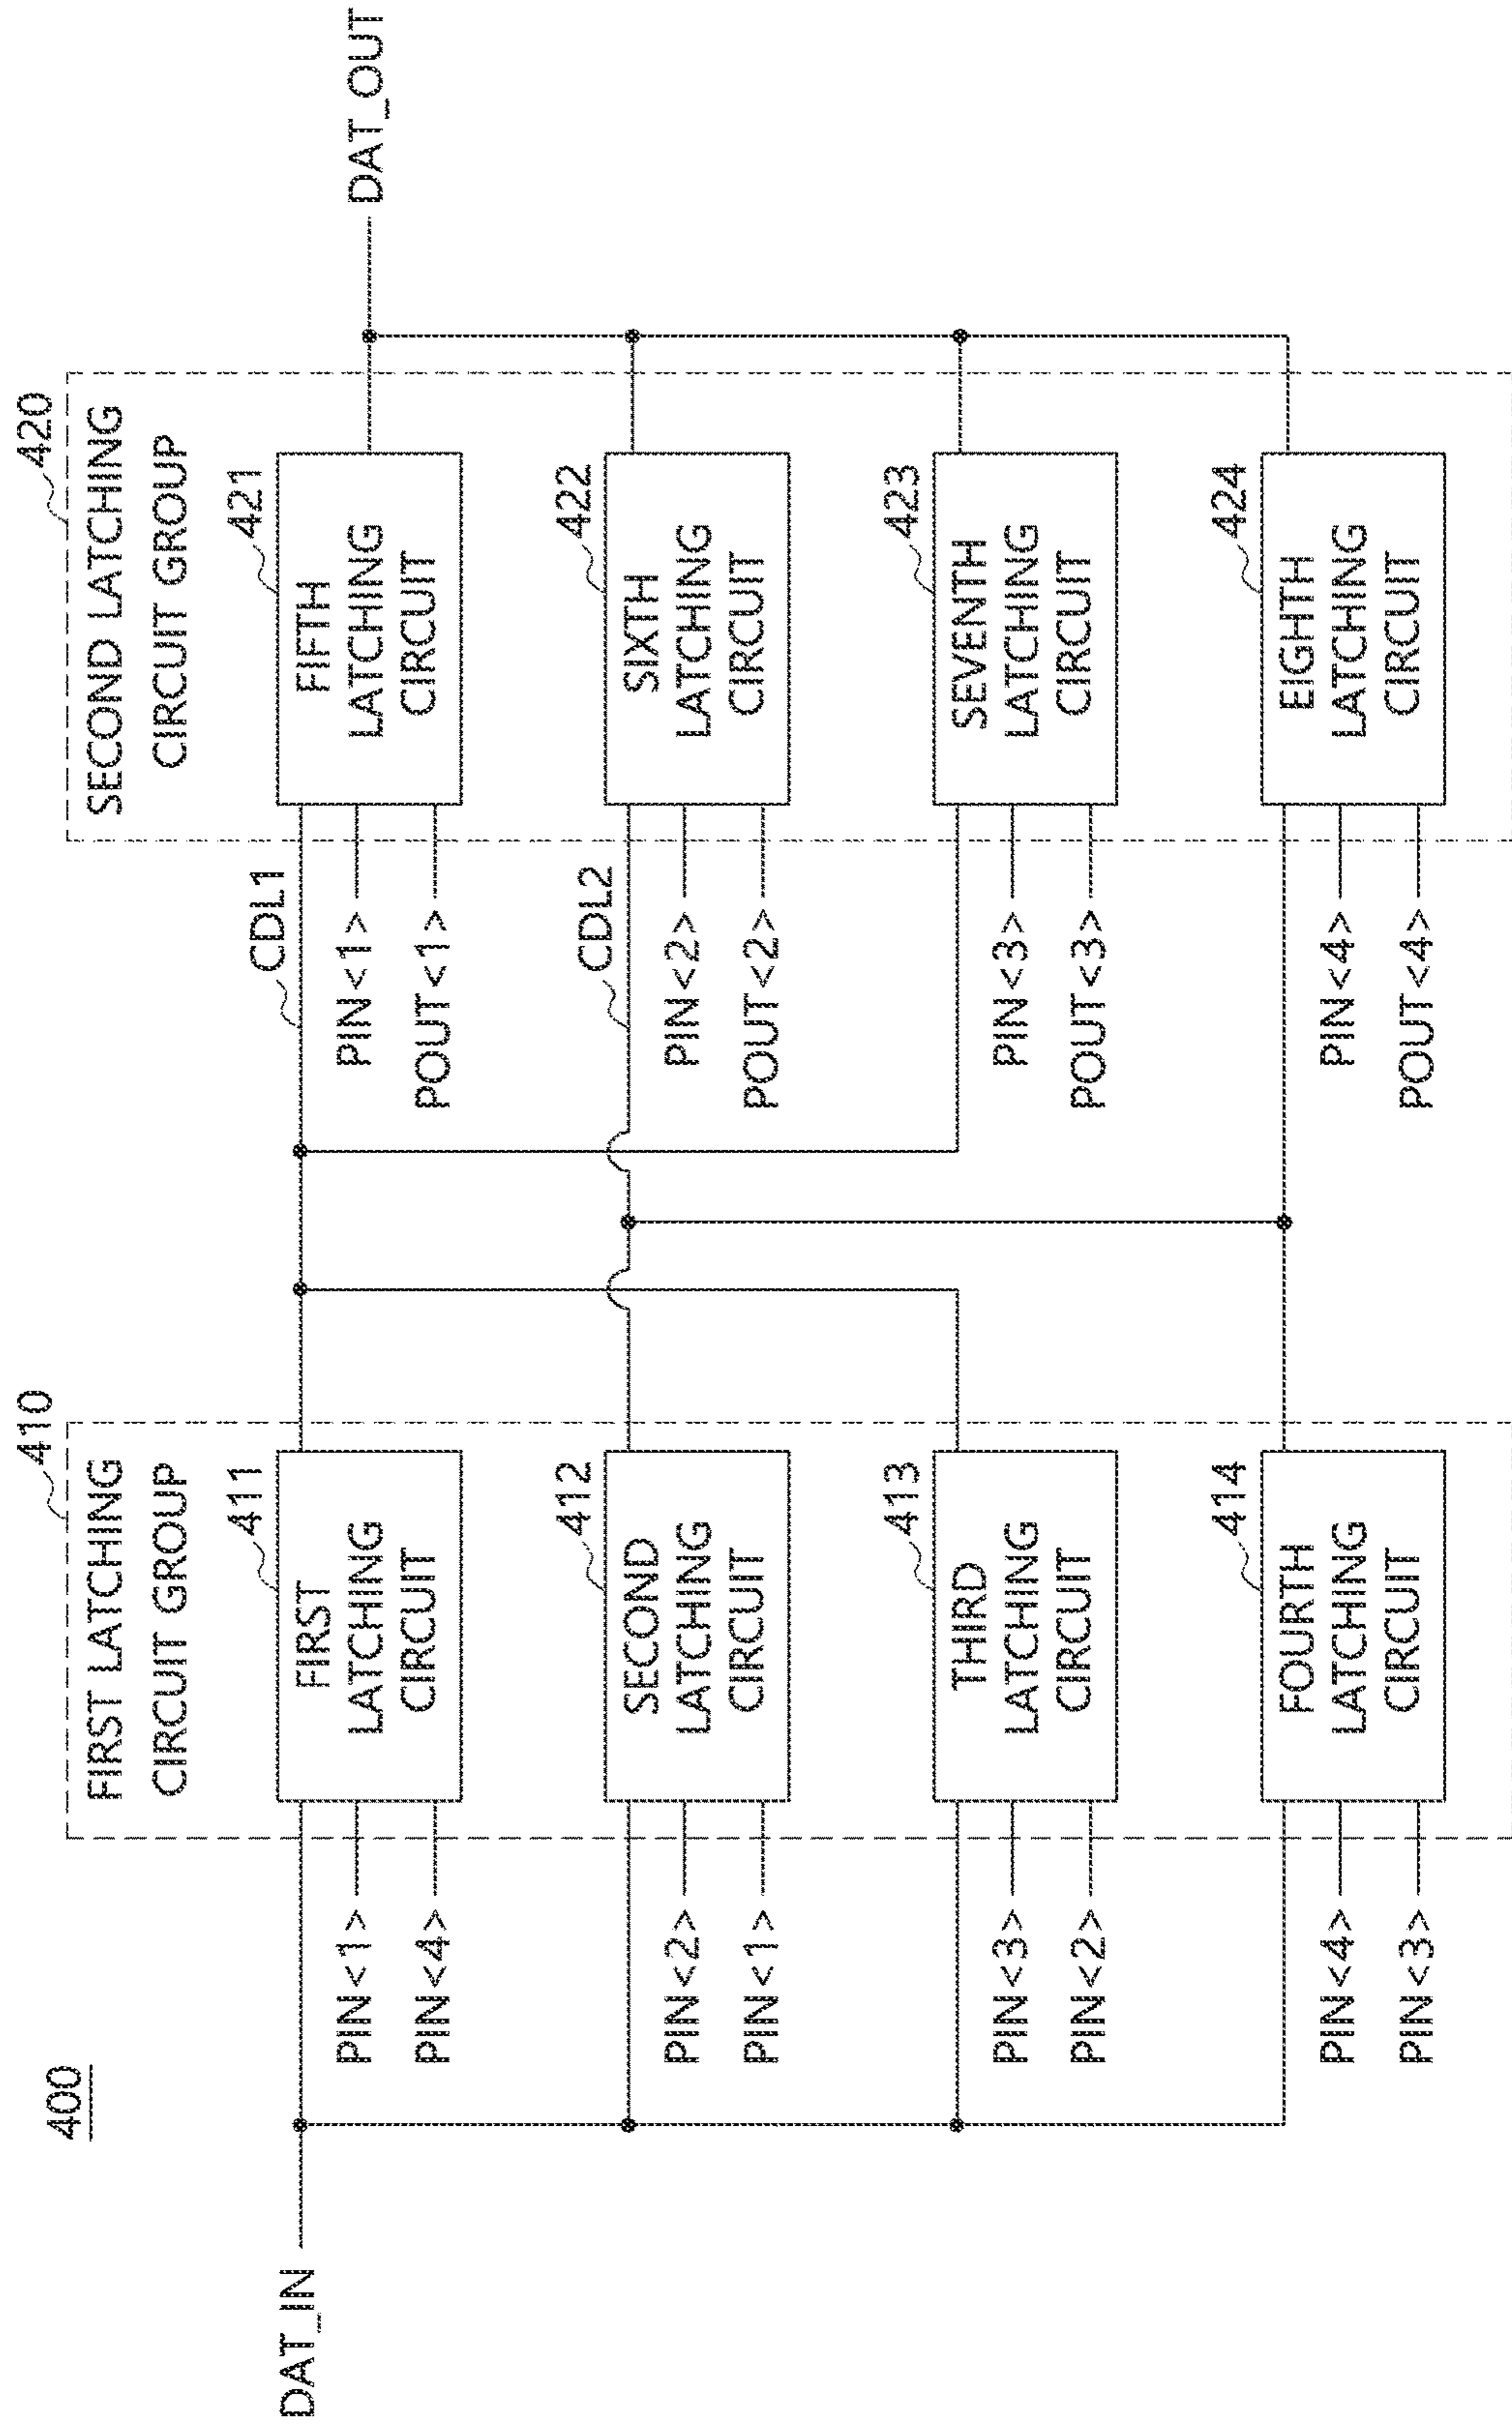 400
FIRST LATCHING
CIRCUIT GROUP
410
SECOND LATCHING
CIRCUIT GROUP
420
DAT_IN
411
FIRST
LATCHING
CIRCUIT
PIN<1>
PIN<4>
CDL1
421
FIFTH
LATCHING
CIRCUIT
PIN<1>
POUT<1>
DAT_OUT
412
SECOND
LATCHING
CIRCUIT
PIN<2>
PIN<1>
CDL2
422
SIXTH
LATCHING
CIRCUIT
PIN<2>
POUT<2>
413
THIRD
LATCHING
CIRCUIT
PIN<3>
PIN<2>
423
SEVENTH
LATCHING
CIRCUIT
PIN<3>
POUT<3>
414
FOURTH
LATCHING
CIRCUIT
PIN<4>
PIN<3>
424
EIGHTH
LATCHING
CIRCUIT
PIN<4>
POUT<4>